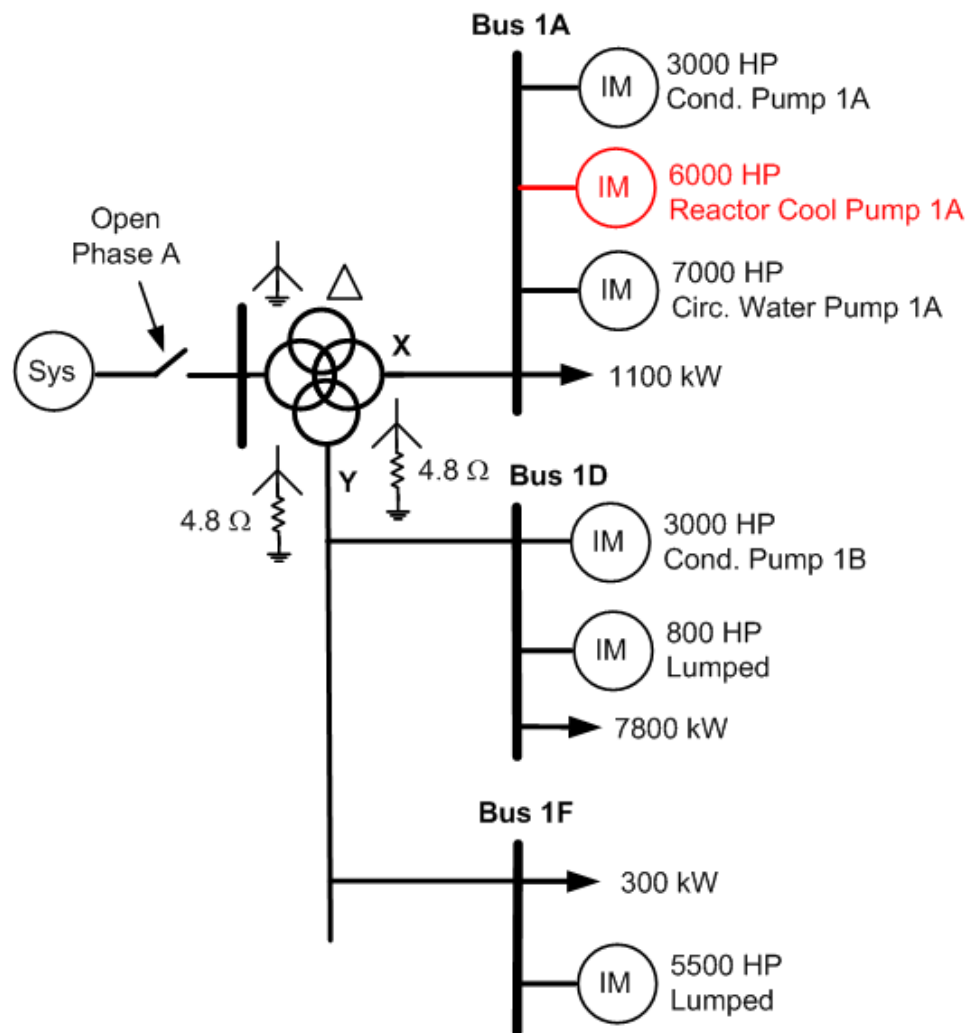 Bus 1A
IM
3000 HP
Cond. Pump 1A
IM
6000 HP
Reactor Cool Pump 1A
IM
7000 HP
Circ. Water Pump 1A
1100 kW
Open
Phase A
Sys
X
Y
4.8 Ω
4.8 Ω
Bus 1D
IM
3000 HP
Cond. Pump 1B
IM
800 HP
Lumped
7800 kW
Bus 1F
300 kW
IM
5500 HP
Lumped